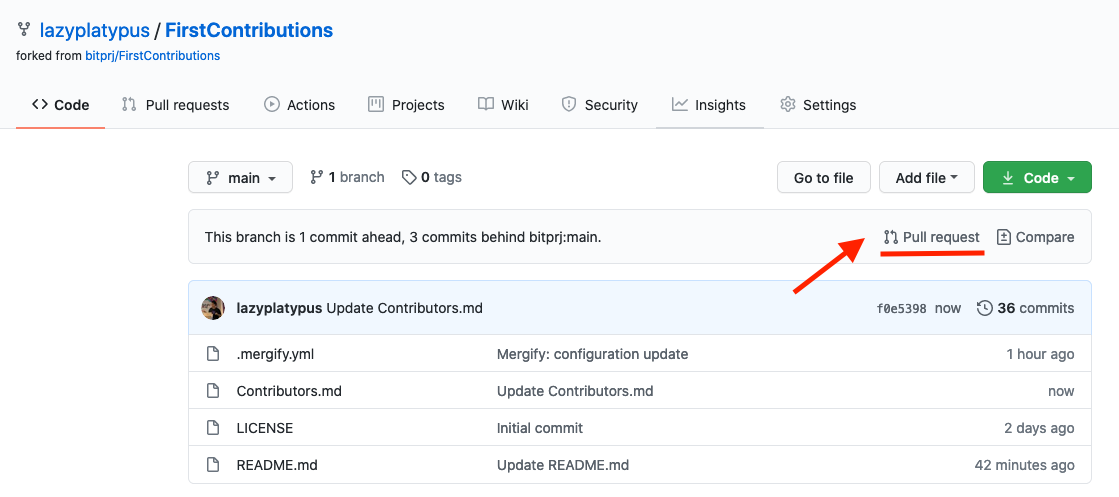 lazyplatypus / FirstContributions
forked from bitprj/FirstContributions
Code Pull requests Actions Projects Wiki Security Insights Settings
main 1 branch 0 tags Go to file Add file Code
This branch is 1 commit ahead, 3 commits behind bitprj:main. Pull request Compare
lazyplatypus Update Contributors.md f0e5398 now 36 commits
.mergify.yml Mergify: configuration update 1 hour ago
Contributors.md Update Contributors.md now
LICENSE Initial commit 2 days ago
README.md Update README.md 42 minutes ago